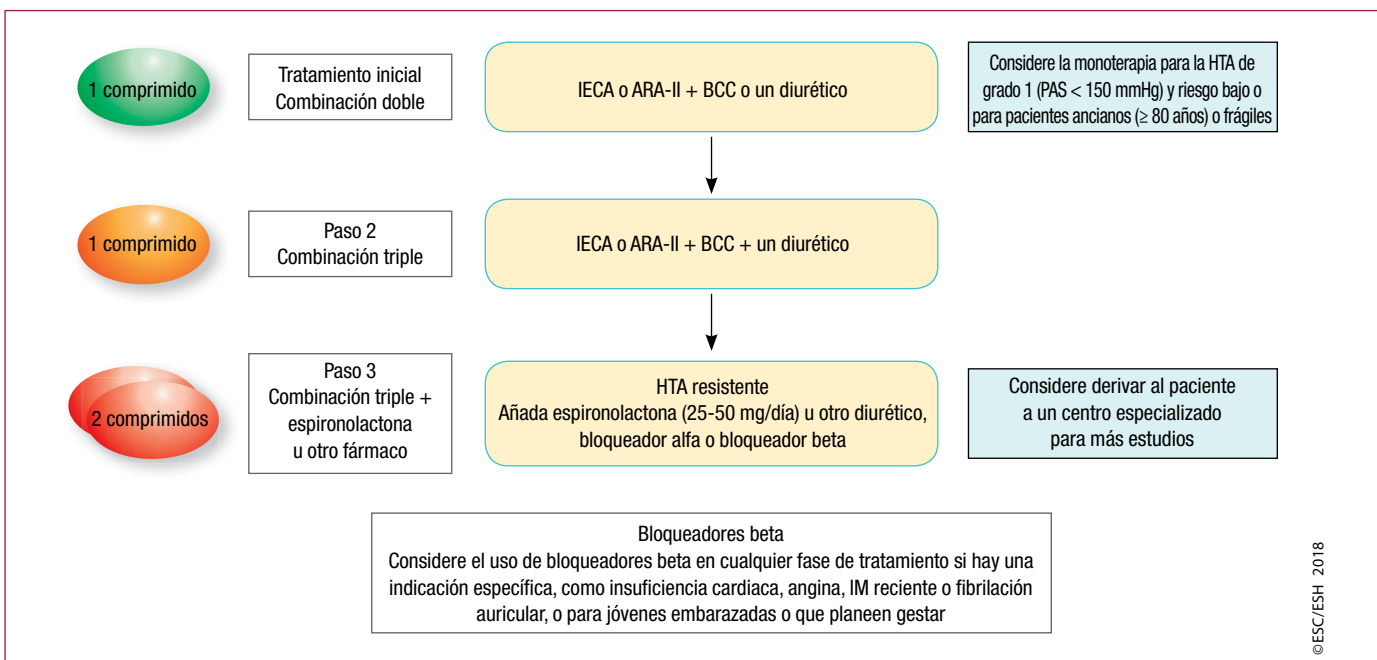 1 comprimido
Tratamiento inicial
Combinación doble
IECA o ARA-II + BCC o un diurético
Considere la monoterapia para la HTA de
grado 1 (PAS < 150 mmHg) y riesgo bajo o
para pacientes ancianos (≥ 80 años) o frágiles
1 comprimido
Paso 2
Combinación triple
IECA o ARA-II + BCC + un diurético
2 comprimidos
Paso 3
Combinación triple +
espironolactona
u otro fármaco
HTA resistente
Añada espironolactona (25-50 mg/día) u otro diurético,
bloqueador alfa o bloqueador beta
Considere derivar al paciente
a un centro especializado
para más estudios
Bloqueadores beta
Considere el uso de bloqueadores beta en cualquier fase de tratamiento si hay una
indicación específica, como insuficiencia cardiaca, angina, IM reciente o fibrilación
auricular, o para jóvenes embarazadas o que planeen gestar
©ESC/ESH 2018